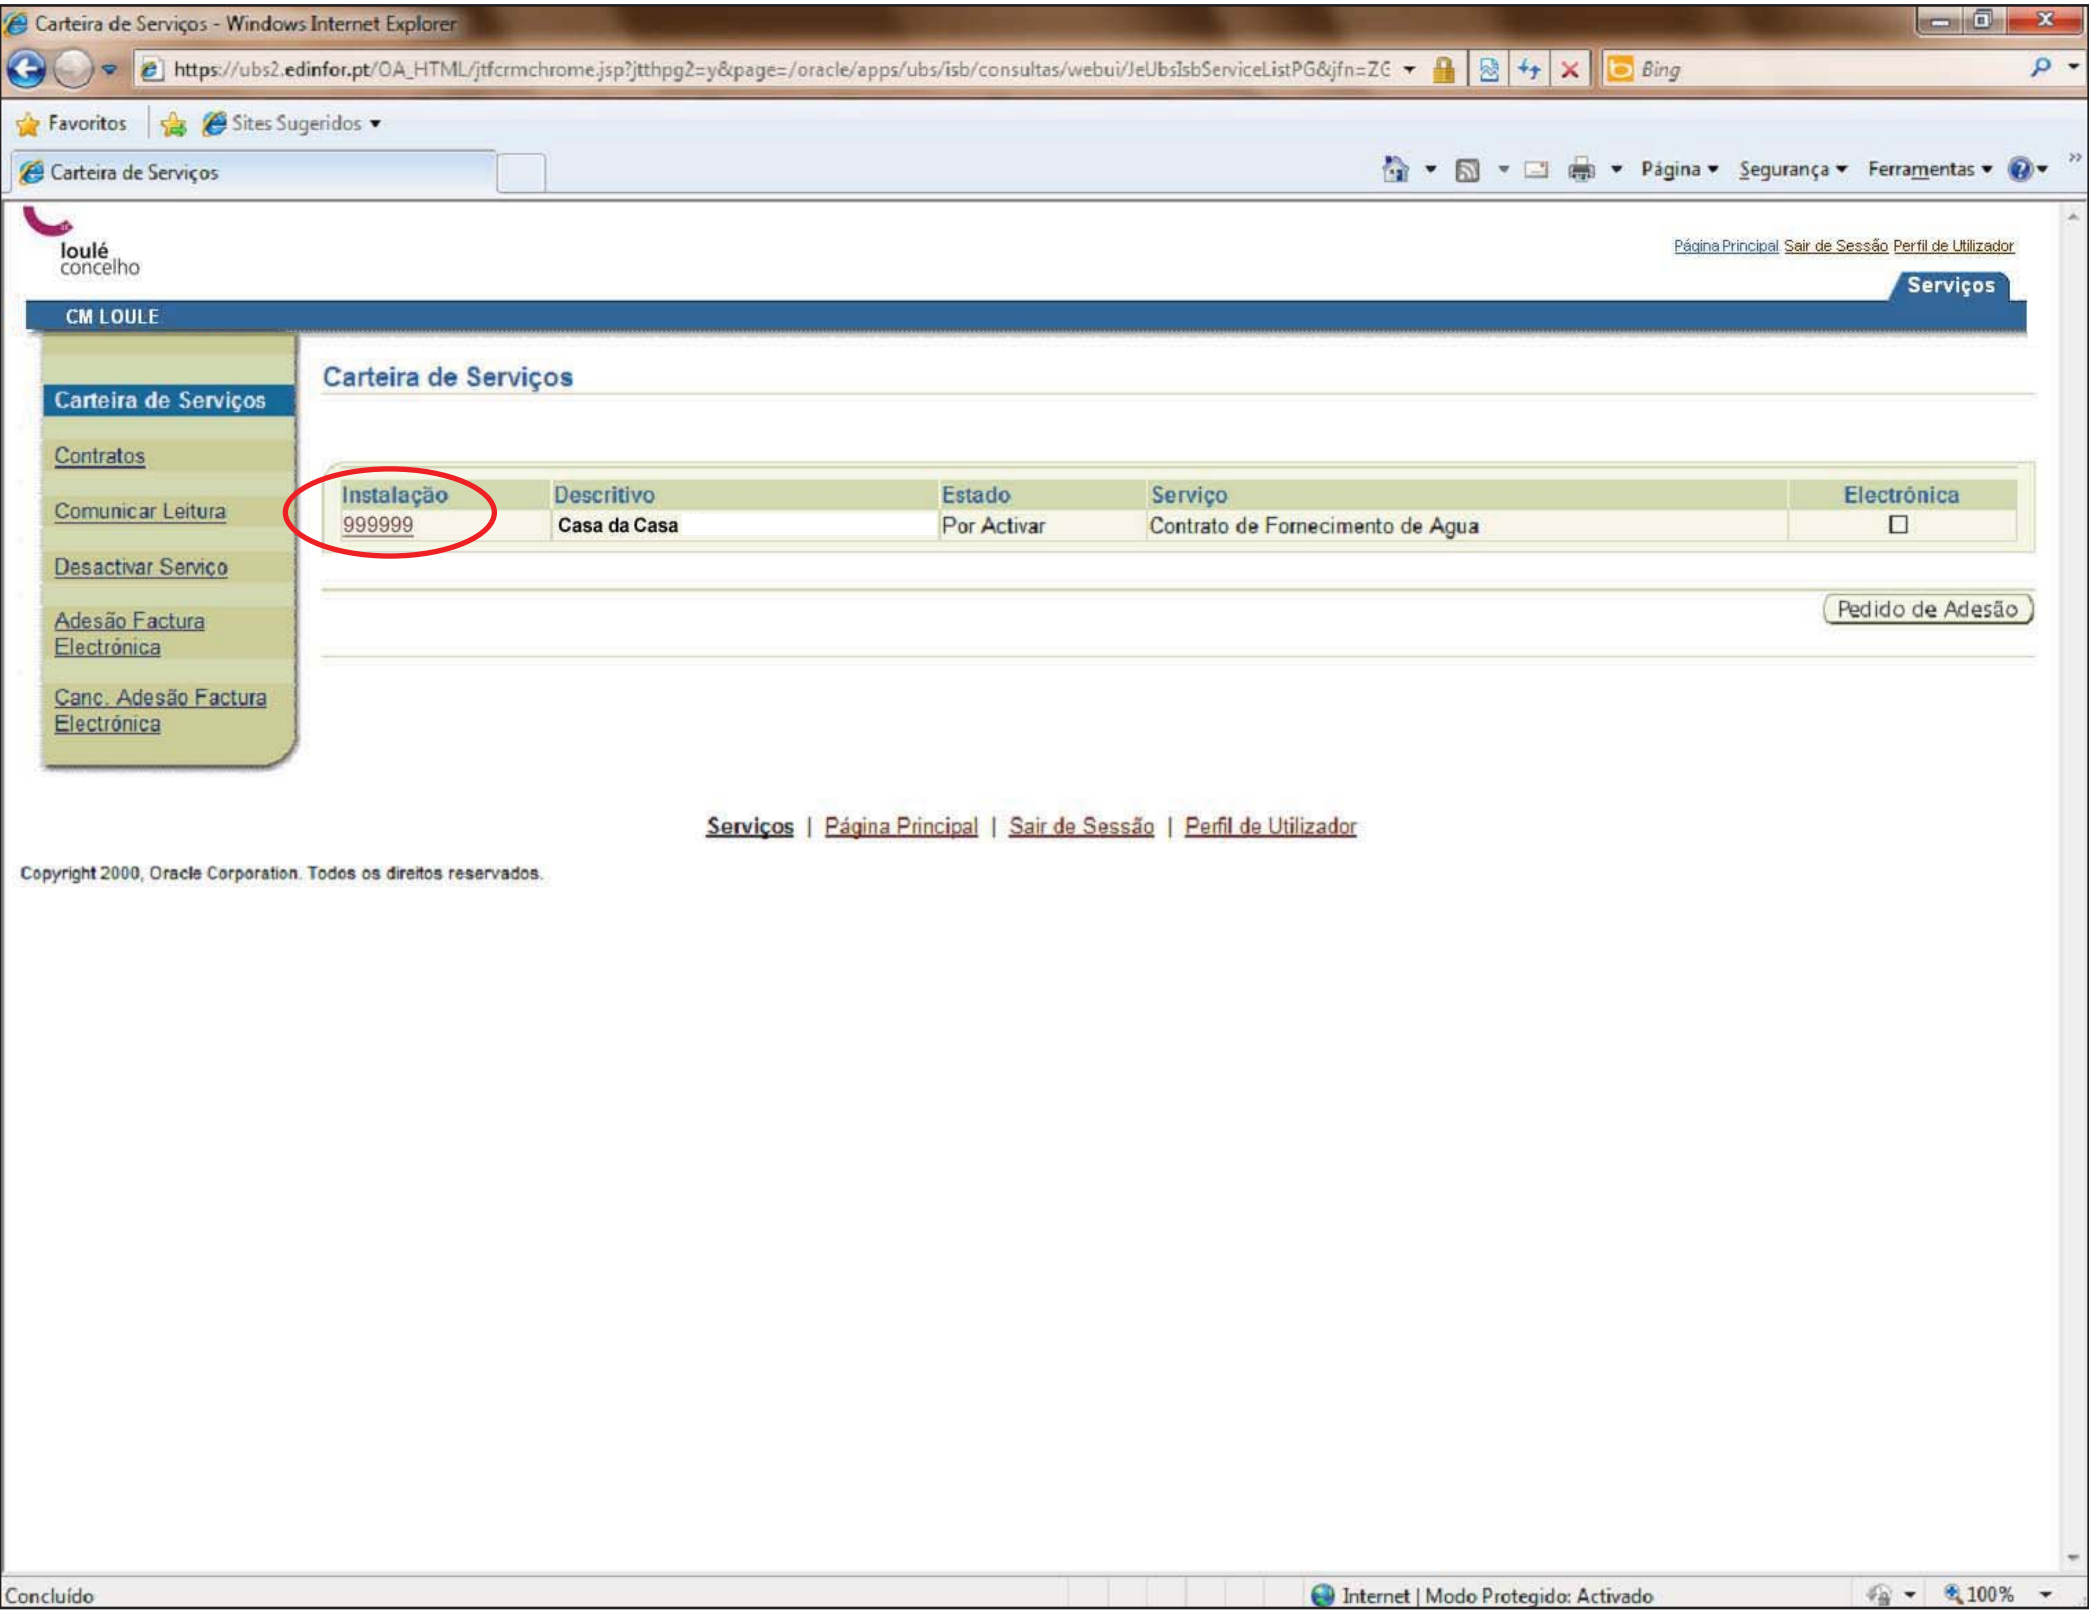 Carteira de Serviços - Windows Internet Explorer
https://ubs2.edinfor.pt/OA_HTML/jtfcrmchrome.jsp?jtthpg2=y&page=/oracle/apps/ubs/isb/consultas/webui/JeUbsIsbServiceListPG&jfn=ZG
Bing
Favoritos
Sites Sugeridos
Carteira de Serviços
Página
Segurança
Ferramentas
loulé
concelho
Página Principal Sair de Sessão Perfil de Utilizador
Serviços
CM LOULE
Carteira de Serviços
Contratos
Comunicar Leitura
Desactivar Serviço
Adesão Factura
Electrónica
Canc. Adesão Factura
Electrónica
Carteira de Serviços
Instalação Descritivo Estado Serviço Electrónica
999999 Casa da Casa Por Activar Contrato de Fornecimento de Agua
Pedido de Adesão
Serviços | Página Principal | Sair de Sessão | Perfil de Utilizador
Copyright 2000, Oracle Corporation. Todos os direitos reservados.
Concluído
Internet | Modo Protegido: Activado
100%